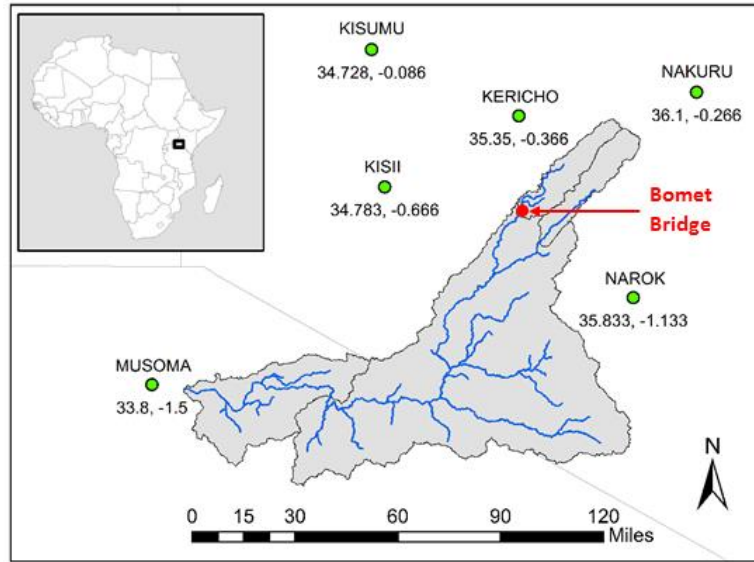 KISUMU
34.728, -0.086
NAKURU
36.1, -0.266
KERICHO
35.35, -0.366
KISII
34.783, -0.666
Bomet
Bridge
NAROK
35.833, -1.133
MUSOMA
33.8, -1.5
N
0 15 30 60 90 120
Miles